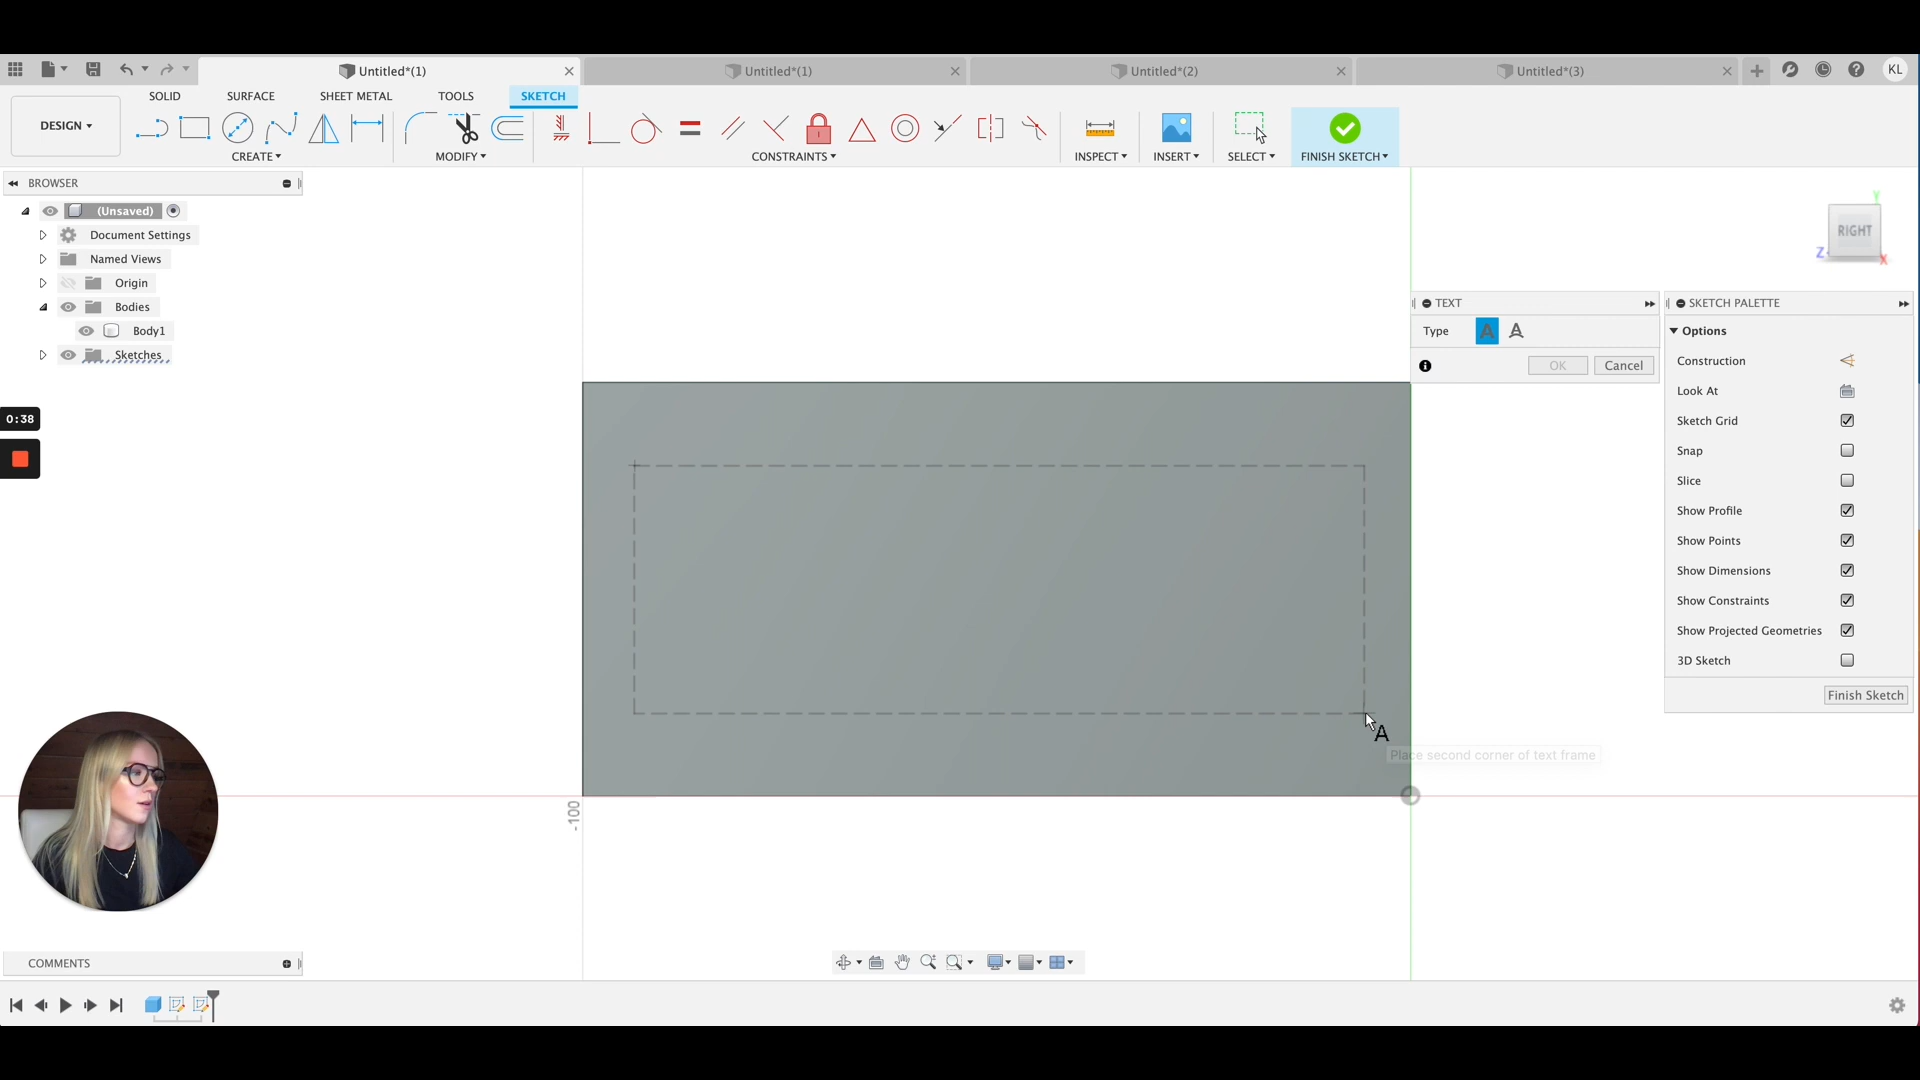 Untitled*(1)
Untitled*(1)
Untitled*(2)
Untitled*(3)
KL
SOLID
SURFACE
SHEET METAL
TOOLS
SKETCH
DESIGN
CREATE
MODIFY
CONSTRAINTS
INSPECT
INSERT
SELECT
FINISH SKETCH
BROWSER
(Unsaved)
Document Settings
Named Views
Origin
Bodies
Body1
Sketches
Y
RIGHT
Z
X
TEXT
Type
A
A
OK
Cancel
SKETCH PALETTE
Options
Construction
Look At
Sketch Grid
Snap
Slice
Show Profile
Show Points
Show Dimensions
Show Constraints
Show Projected Geometries
3D Sketch
Finish Sketch
0:38
A
Place second corner of text frame
-100
COMMENTS